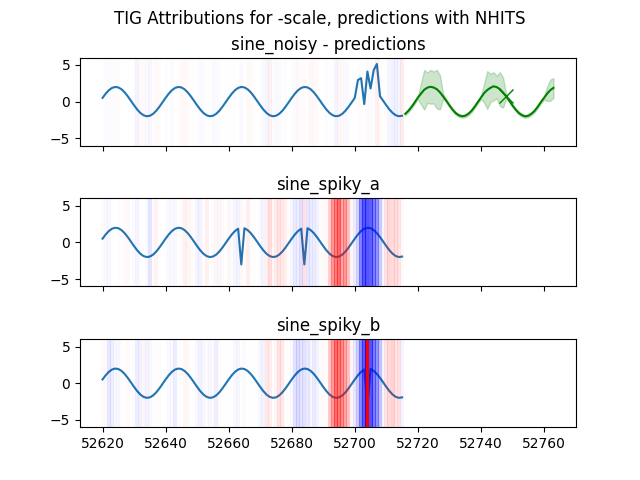 TIG Attributions for -scale, predictions with NHITS
sine_noisy - predictions
5
0
−5
sine_spiky_a
5
0
−5
sine_spiky_b
5
0
−5
52620 52640 52660 52680 52700 52720 52740 52760